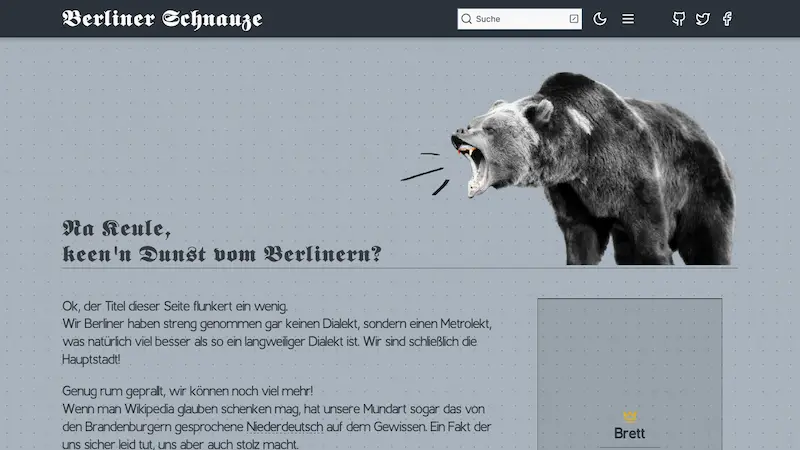 Berliner Schnauze
Suche
Na Keule,
keen'n Dunst vom Berlinern?
Ok, der Titel dieser Seite flunkert ein wenig.
Wir Berliner haben streng genommen gar keinen Dialekt, sondern einen Metrolekt,
was natürlich viel besser als so ein langweiliger Dialekt ist. Wir sind schließlich die
Hauptstadt!
Genug rum geprallt, wir können noch viel mehr!
Wenn man Wikipedia glauben schenken mag, hat unsere Mundart sogar das von
den Brandenburgern gesprochene Niederdeutsch auf dem Gewissen. Ein Fakt der
uns sicher leid tut, uns aber auch stolz macht.
Brett